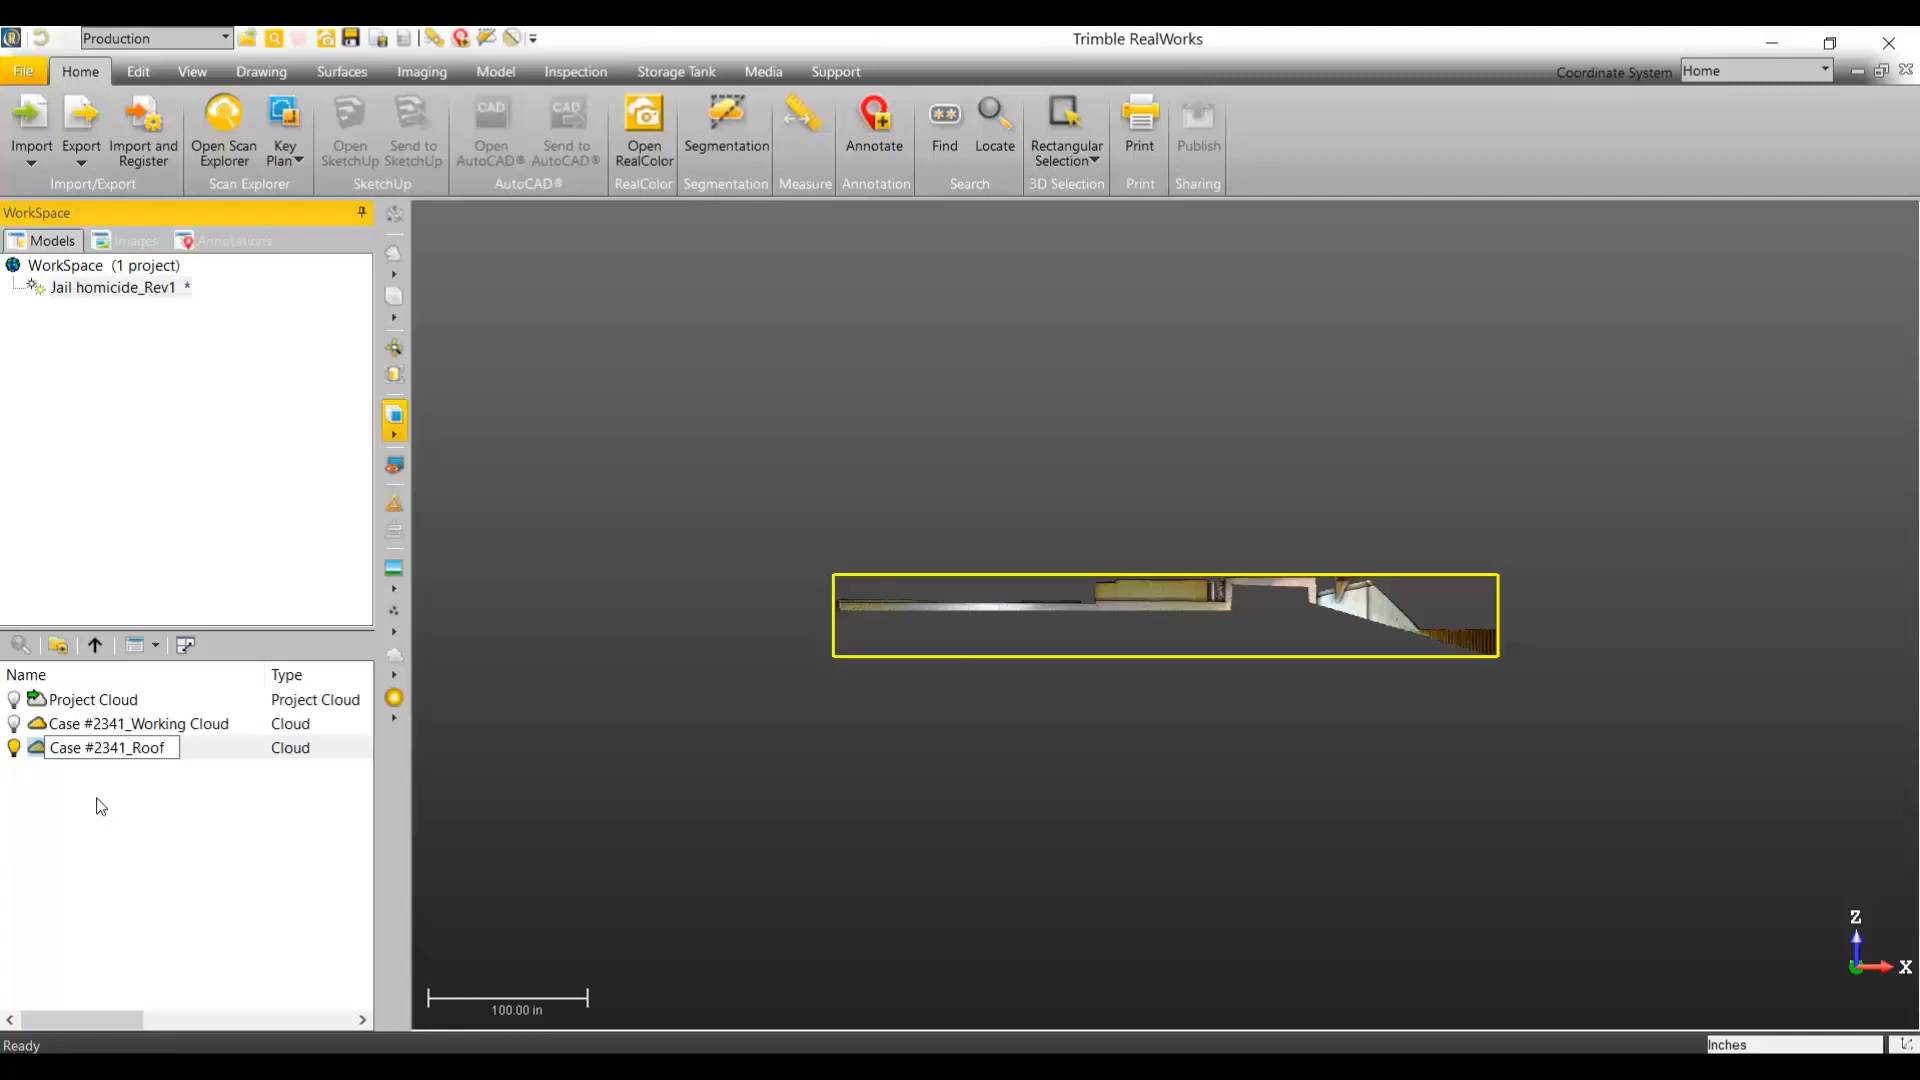 Production
Trimble RealWorks
File
Home
Edit
View
Drawing
Surfaces
Imaging
Model
Inspection
Storage Tank
Media
Support
Coordinate System
Home
Import
Export
Import and
Register
Open Scan
Explorer
Key
Plan
Open
SketchUp
Send to
SketchUp
CAD
Open
AutoCAD®
CAD
Send to
AutoCAD®
Open
RealColor
Segmentation
Annotate
Find
Locate
Rectangular
Selection
Print
Publish
Import/Export
Scan Explorer
SketchUp
AutoCAD®
RealColor
Segmentation
Measure
Annotation
Search
3D Selection
Print
Sharing
WorkSpace
Models
Images
Annotations
WorkSpace (1 project)
Jail homicide_Rev1 *
Name
Type
Project Cloud
Project Cloud
Case #2341_Working Cloud
Cloud
Case #2341_Roof
Cloud
Z
X
100.00 in
Ready
Inches